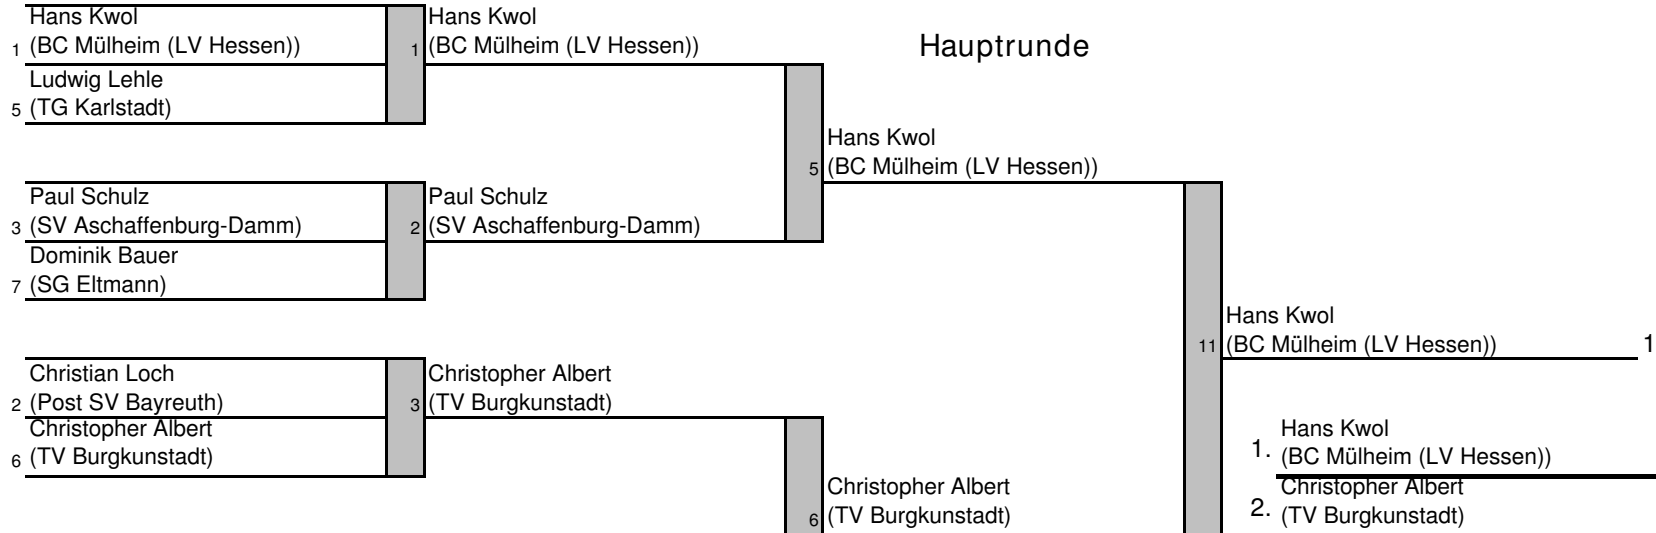 Hans Kwol
1 (BC Mülheim (LV Hessen))
Ludwig Lehle
5 (TG Karlstadt)
Paul Schulz
3 (SV Aschaffenburg-Damm)
Dominik Bauer
7 (SG Eltmann)
Christian Loch
2 (Post SV Bayreuth)
Christopher Albert
6 (TV Burgkunstadt)
Hans Kwol
1 (BC Mülheim (LV Hessen))
Paul Schulz
2 (SV Aschaffenburg-Damm)
Christopher Albert
3 (TV Burgkunstadt)
Hauptrunde
Hans Kwol
5 (BC Mülheim (LV Hessen))
Christopher Albert
6 (TV Burgkunstadt)
Hans Kwol
11 (BC Mülheim (LV Hessen)) 1
Hans Kwol
1. (BC Mülheim (LV Hessen))
Christopher Albert
2. (TV Burgkunstadt)